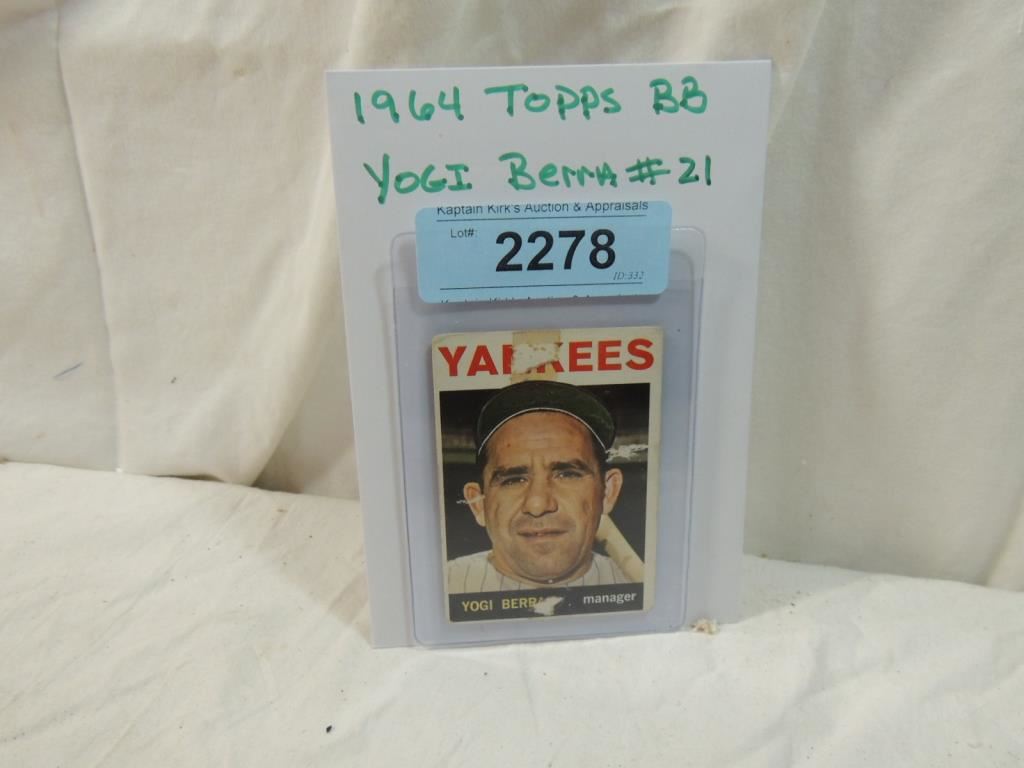 1964 TOPPS BB
YOGI Berra # 21
Kaptain Kirk's Auction & Appraisals
Lot#:
2278
ID:332
YANKEES
YOGI BERRA manager